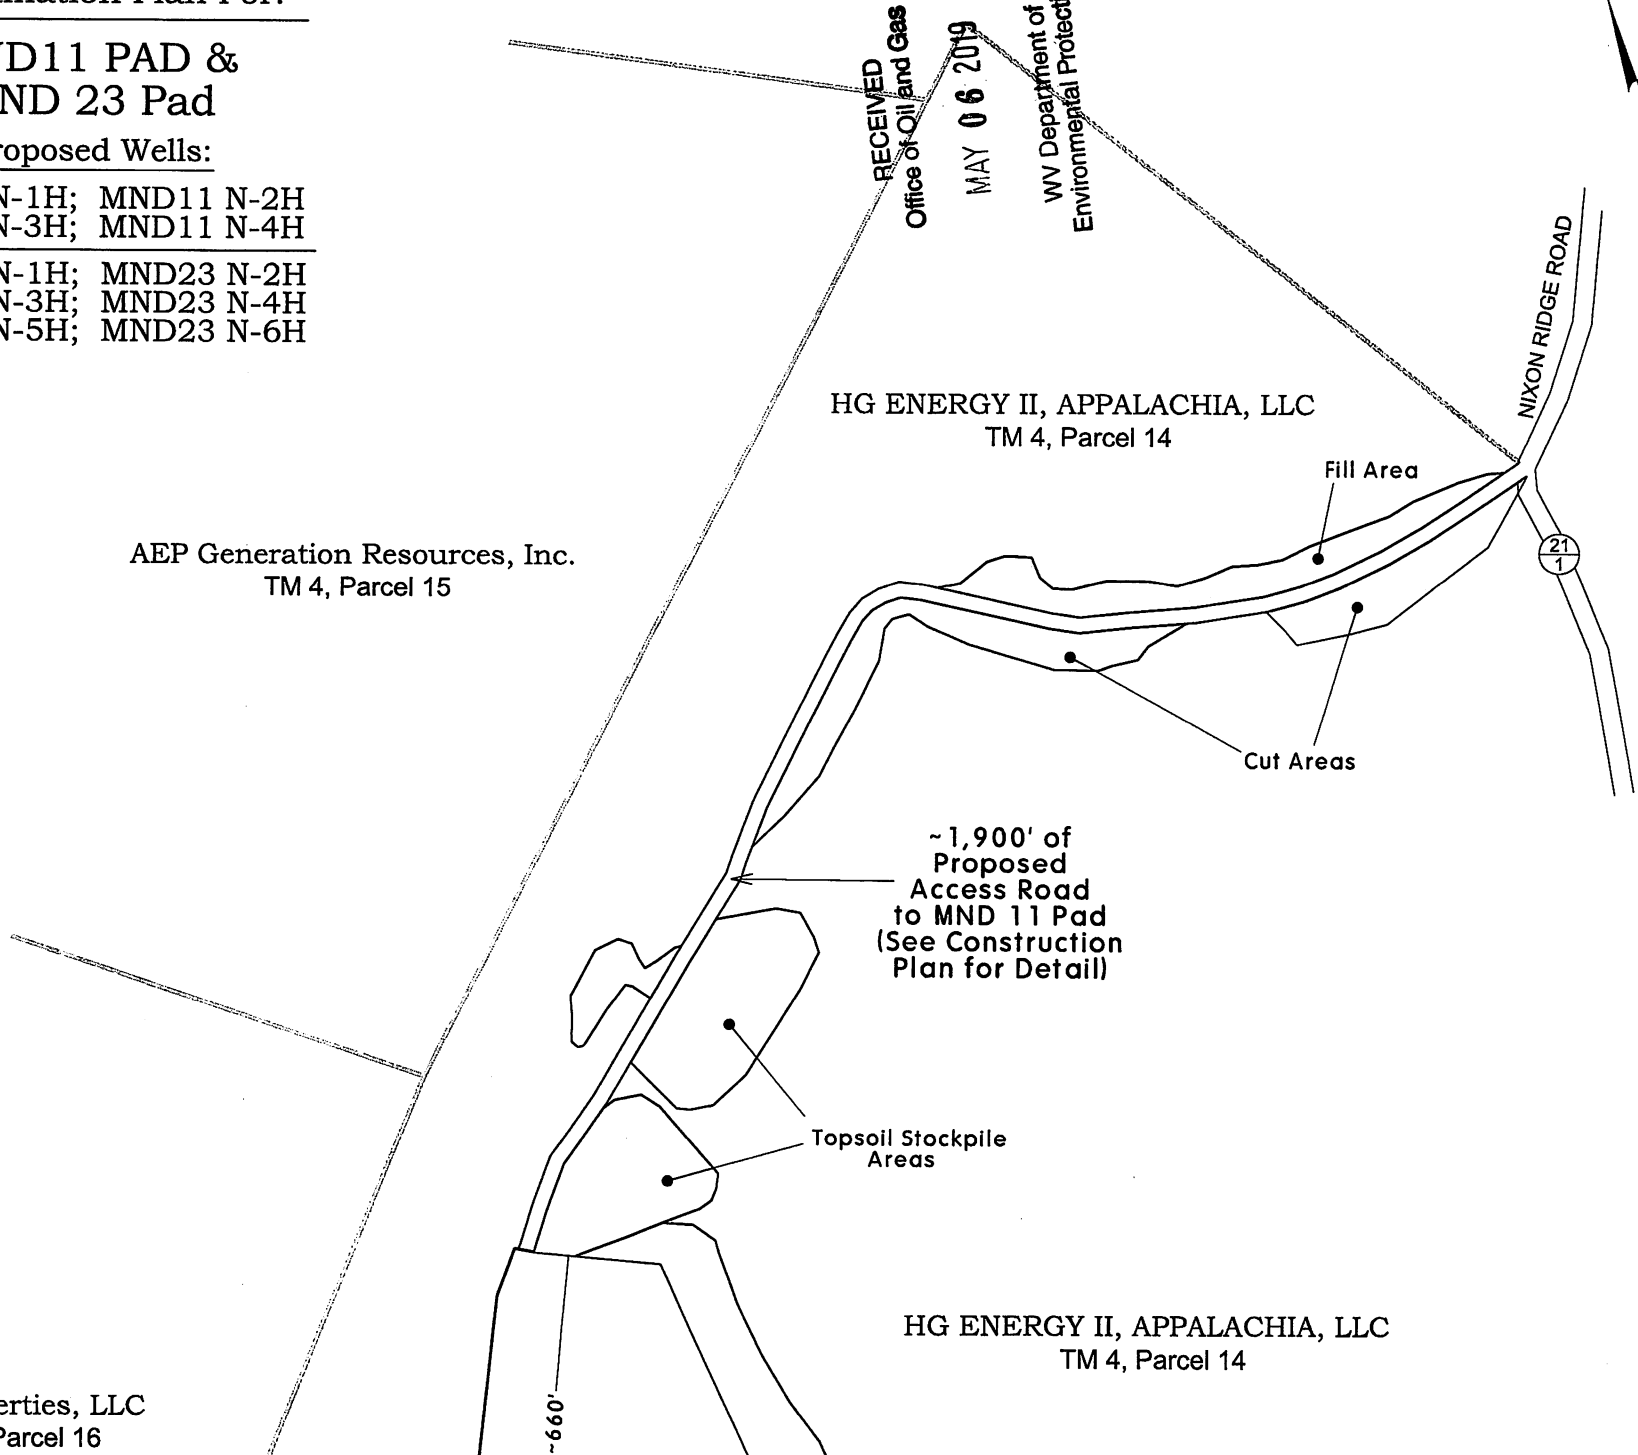 Plan For:
ND11 PAD &
ND 23 Pad
roposed Wells:
N-1H; MND11 N-2H
N-3H; MND11 N-4H
N-1H; MND23 N-2H
N-3H; MND23 N-4H
N-5H; MND23 N-6H
RECEIVED
Office of Oil and Gas
MAY 06 2019
WV Department of
Environmental Protecti
NIXON RIDGE ROAD
HG ENERGY II, APPALACHIA, LLC
TM 4, Parcel 14
Fill Area
21
1
AEP Generation Resources, Inc.
TM 4, Parcel 15
Cut Areas
~1,900' of
Proposed
Access Road
to MND 11 Pad
(See Construction
Plan for Detail)
Topsoil Stockpile
Areas
HG ENERGY II, APPALACHIA, LLC
TM 4, Parcel 14
~660'
erties, LLC
Parcel 16